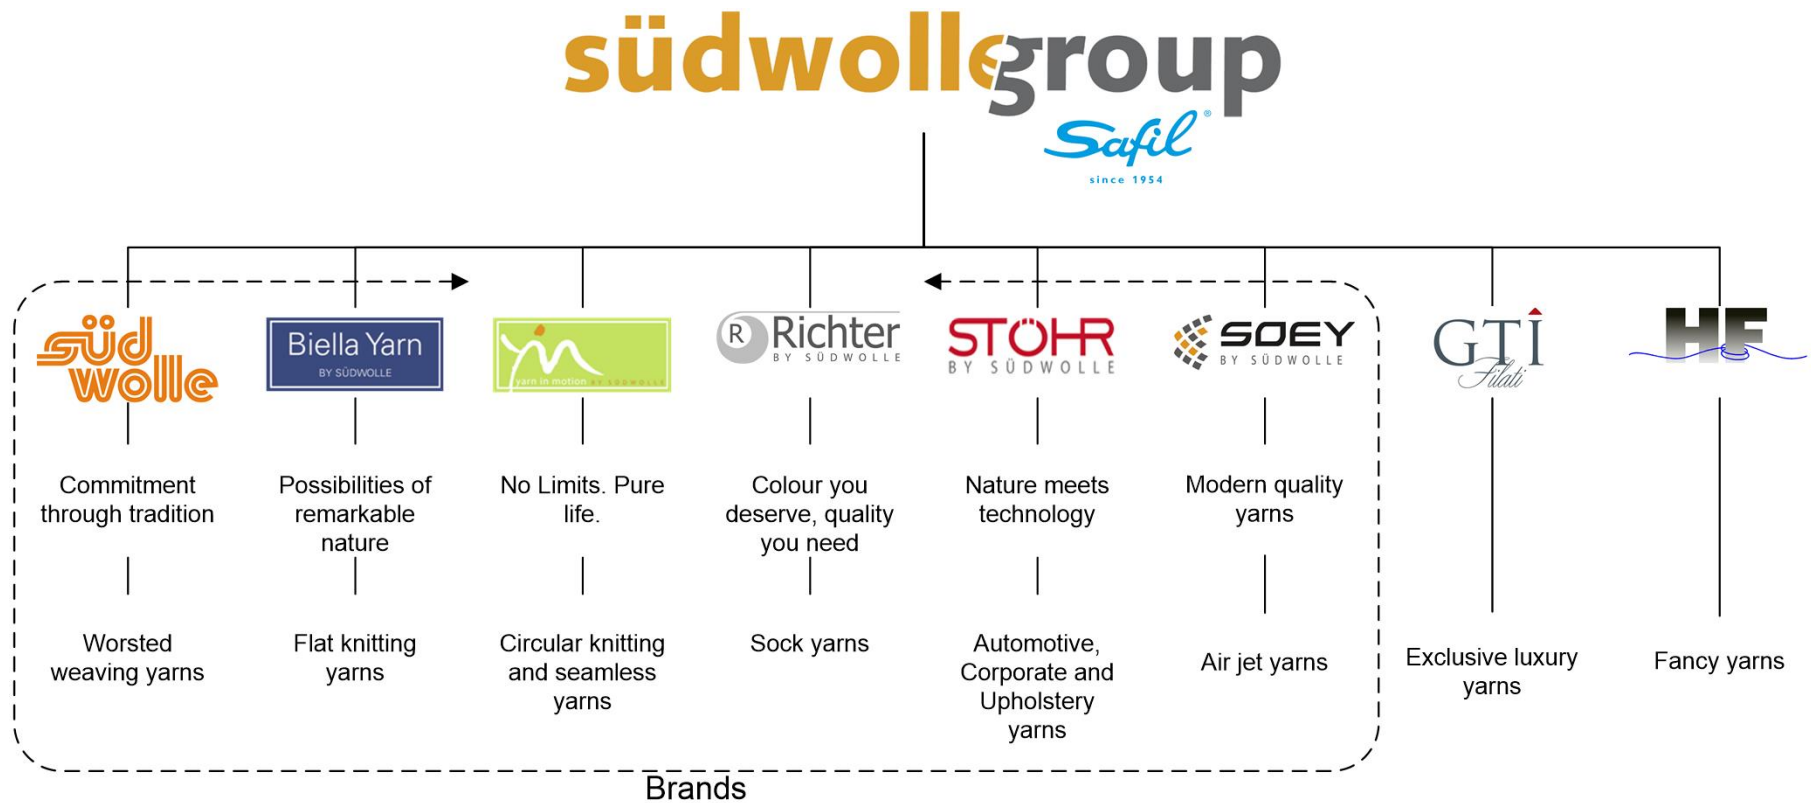 südwollegroup
Safil®
since 1954
süd
wolle
Biella Yarn
BY SÜDWOLLE
yarn in motion BY SÜDWOLLE
R Richter
BY SÜDWOLLE
STÖHR
BY SÜDWOLLE
SOEY
BY SÜDWOLLE
GTI
Filati
HF
Commitment
through tradition
Possibilities of
remarkable
nature
No Limits. Pure
life.
Colour you
deserve, quality
you need
Nature meets
technology
Modern quality
yarns
Worsted
weaving yarns
Flat knitting
yarns
Circular knitting
and seamless
yarns
Sock yarns
Automotive,
Corporate and
Upholstery
yarns
Air jet yarns
Exclusive luxury
yarns
Fancy yarns
Brands